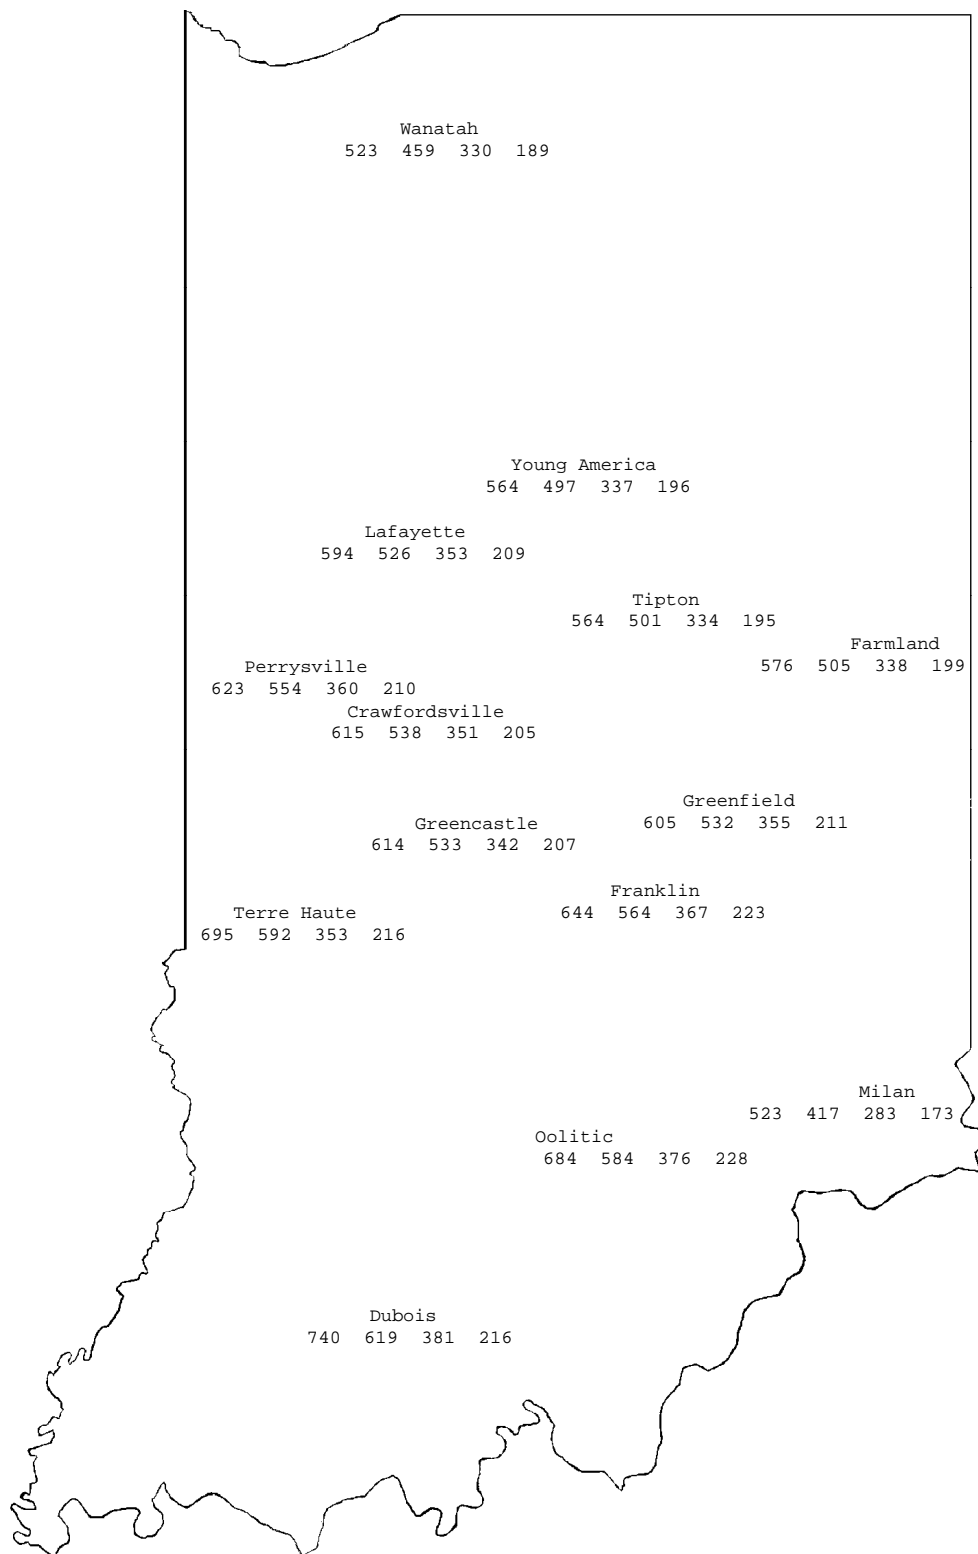 Wanatah
523 459 330 189
Young America
564 497 337 196
Lafayette
594 526 353 209
Tipton
564 501 334 195
Farmland
576 505 338 199
Perrysville
623 554 360 210
Crawfordsville
615 538 351 205
Greenfield
605 532 355 211
Greencastle
614 533 342 207
Franklin
644 564 367 223
Terre Haute
695 592 353 216
Milan
523 417 283 173
Oolitic
684 584 376 228
Dubois
740 619 381 216